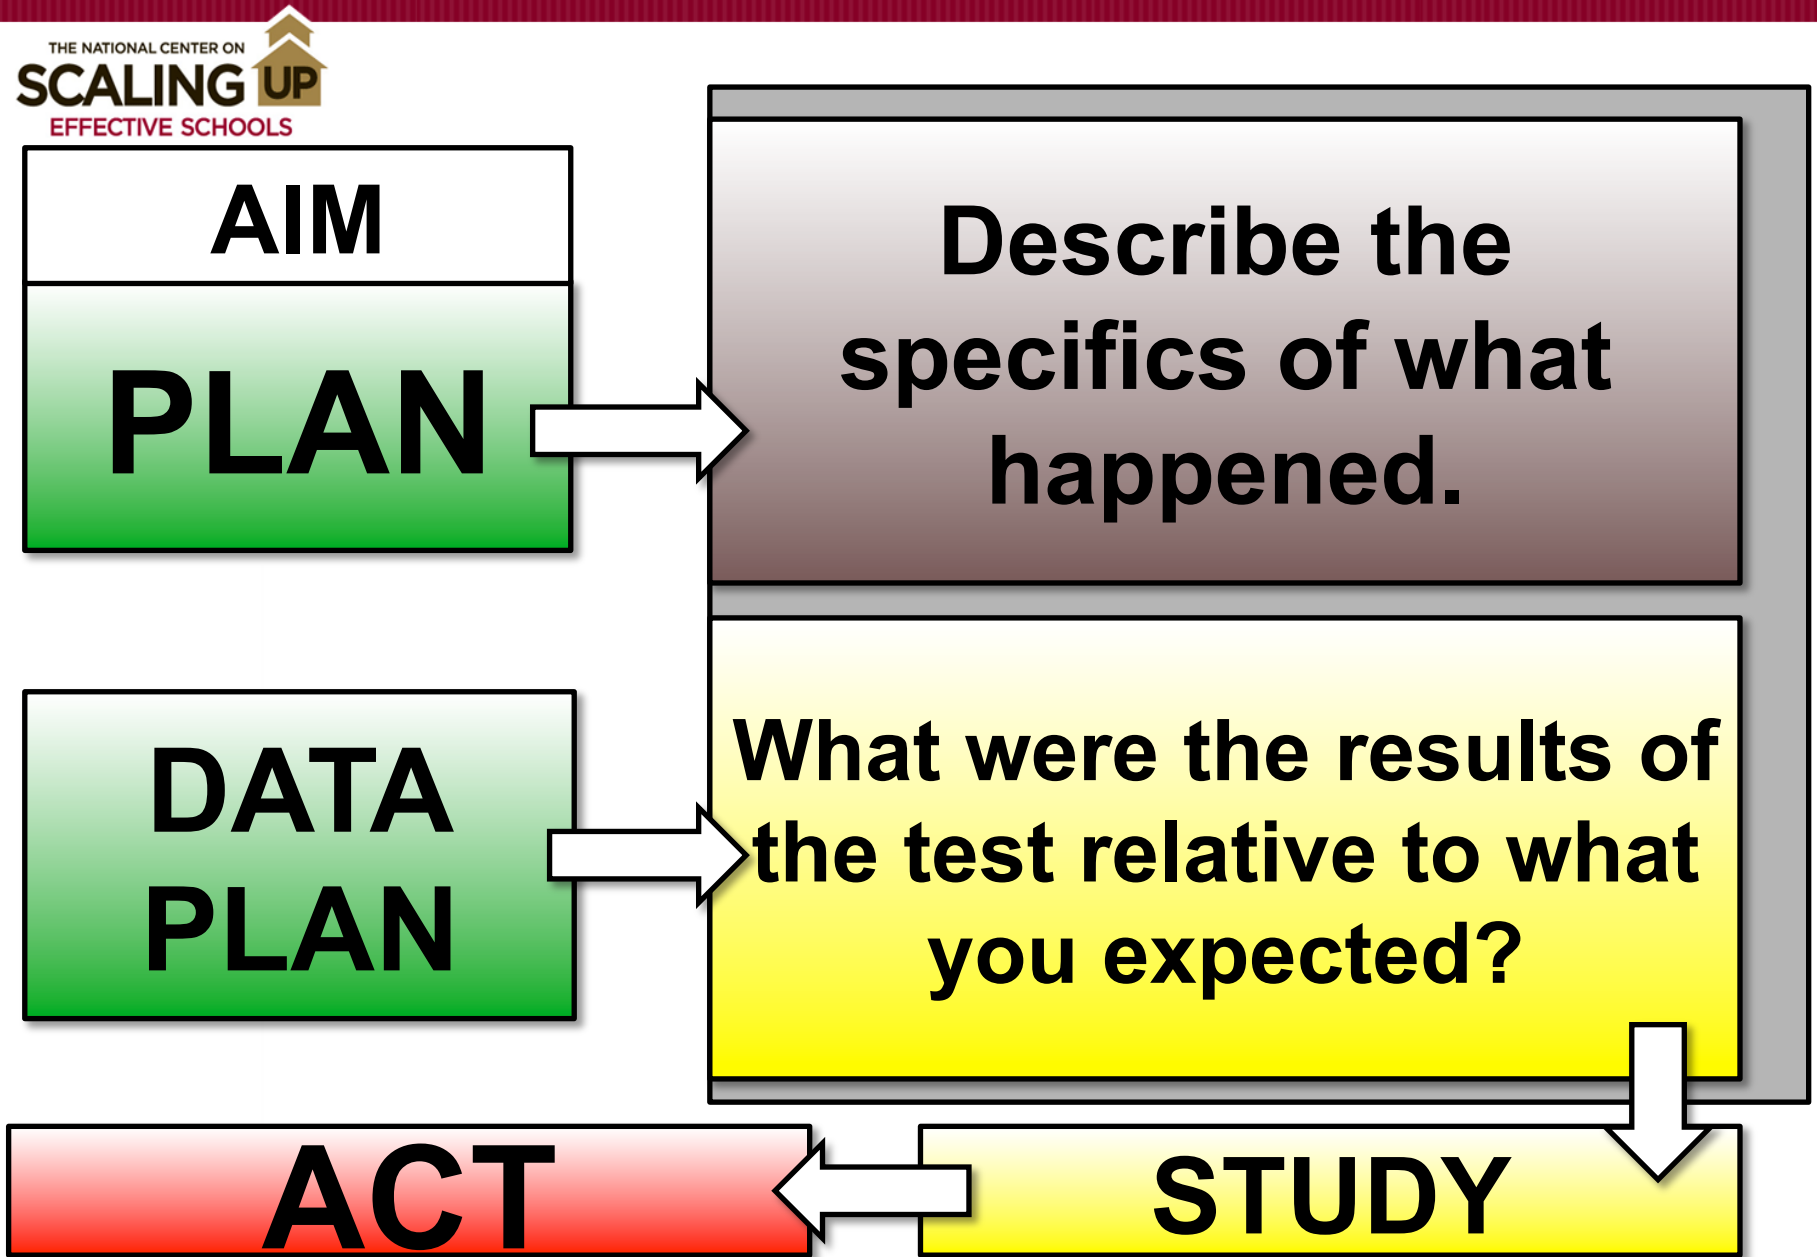 THE NATIONAL CENTER ON
SCALING UP
EFFECTIVE SCHOOLS
AIM
PLAN
Describe the
specifics of what
happened.
DATA
PLAN
What were the results of
the test relative to what
you expected?
ACT
STUDY